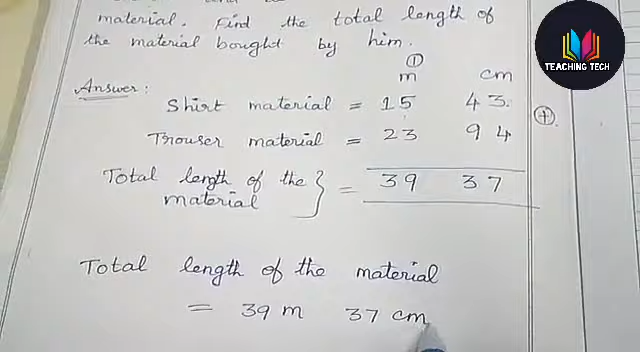 material. Find the total length of
the material bought by him.
TEACHING TECH
①
m cm
Answer:
Shirt material = 15 43.
+
Trouser material = 23 94
Total length of the
material } = 39 37
Total length of the material
= 39 m 37 cm